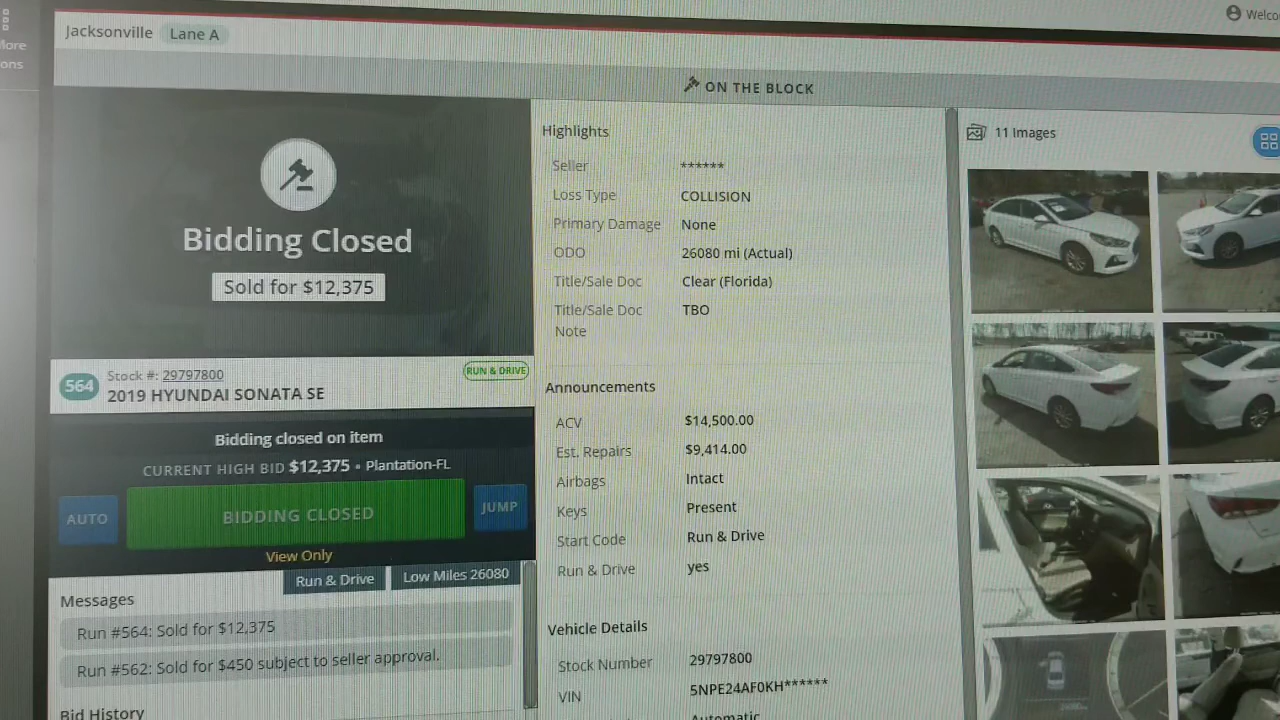 Jacksonville Lane A
ON THE BLOCK
Bidding Closed
Sold for $12,375
564
Stock #: 29797800
2019 HYUNDAI SONATA SE
RUN & DRIVE
Bidding closed on item
CURRENT HIGH BID $12,375 • Plantation-FL
AUTO
BIDDING CLOSED
JUMP
View Only
Run & Drive
Low Miles 26080
Messages
Run #564: Sold for $12,375
Run #562: Sold for $450 subject to seller approval.
Bid History
Highlights
Seller ******
Loss Type COLLISION
Primary Damage None
ODO 26080 mi (Actual)
Title/Sale Doc Clear (Florida)
Title/Sale Doc TBO
Note
Announcements
ACV $14,500.00
Est. Repairs $9,414.00
Airbags Intact
Keys Present
Start Code Run & Drive
Run & Drive yes
Vehicle Details
Stock Number 29797800
VIN 5NPE24AF0KH******
Automatic
11 Images